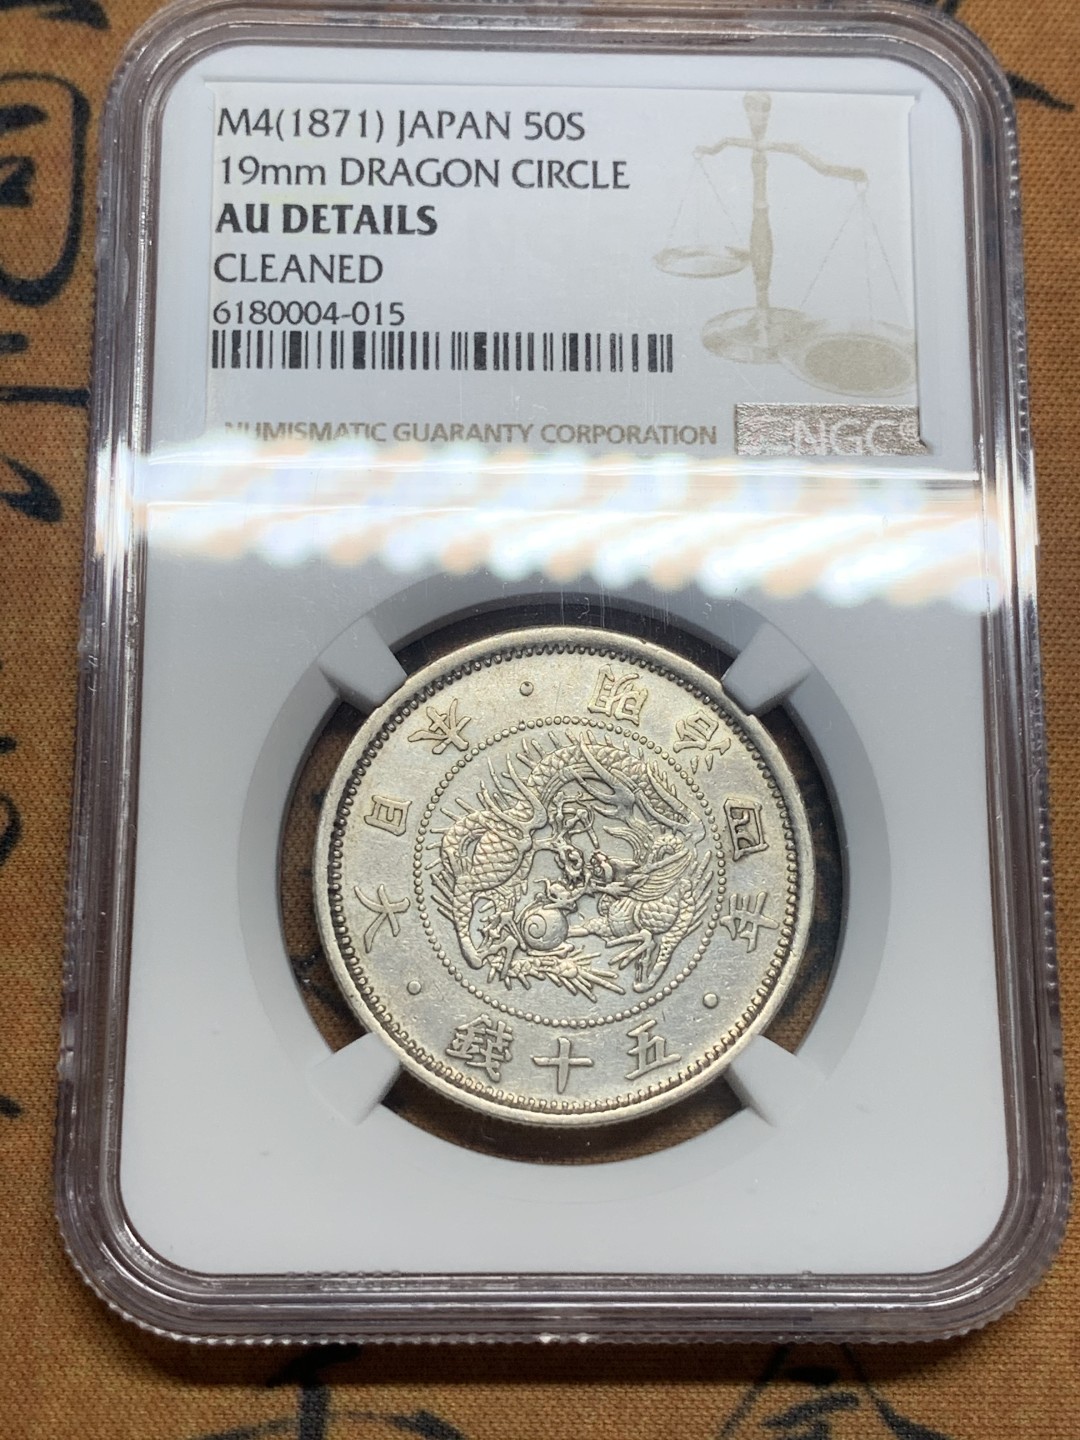 M4(1871) JAPAN 50S
19mm DRAGON CIRCLE
AU DETAILS
CLEANED
6180004-015
NUMISMATIC GUARANTY CORPORATION
NGC®
大日本
明治四年
五十錢